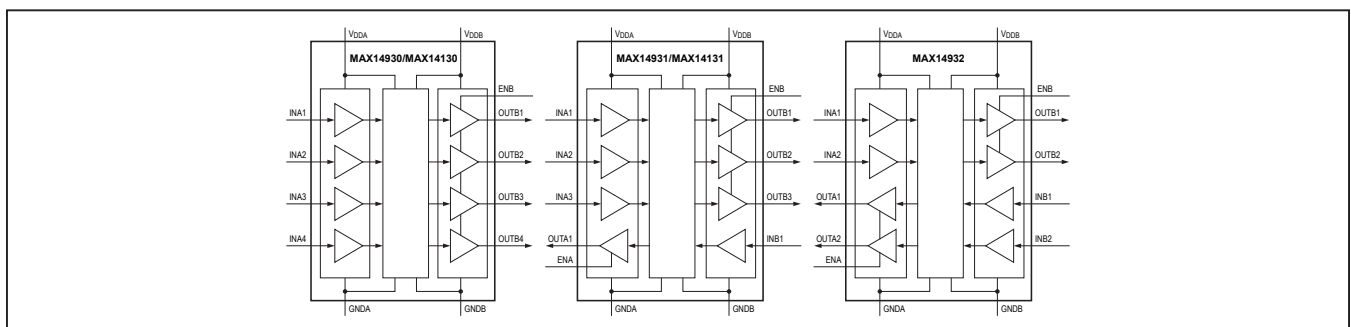 VDDA VDDB
MAX14930/MAX14130
ENB
INA1 OUTB1
INA2 OUTB2
INA3 OUTB3
INA4 OUTB4
GNDA GNDB
VDDA VDDB
MAX14931/MAX14131
ENB
INA1 OUTB1
INA2 OUTB2
INA3 OUTB3
OUTA1 INB1
ENA
GNDA GNDB
VDDA VDDB
MAX14932
ENB
INA1 OUTB1
INA2 OUTB2
OUTA1 INB1
OUTA2 INB2
ENA
GNDA GNDB